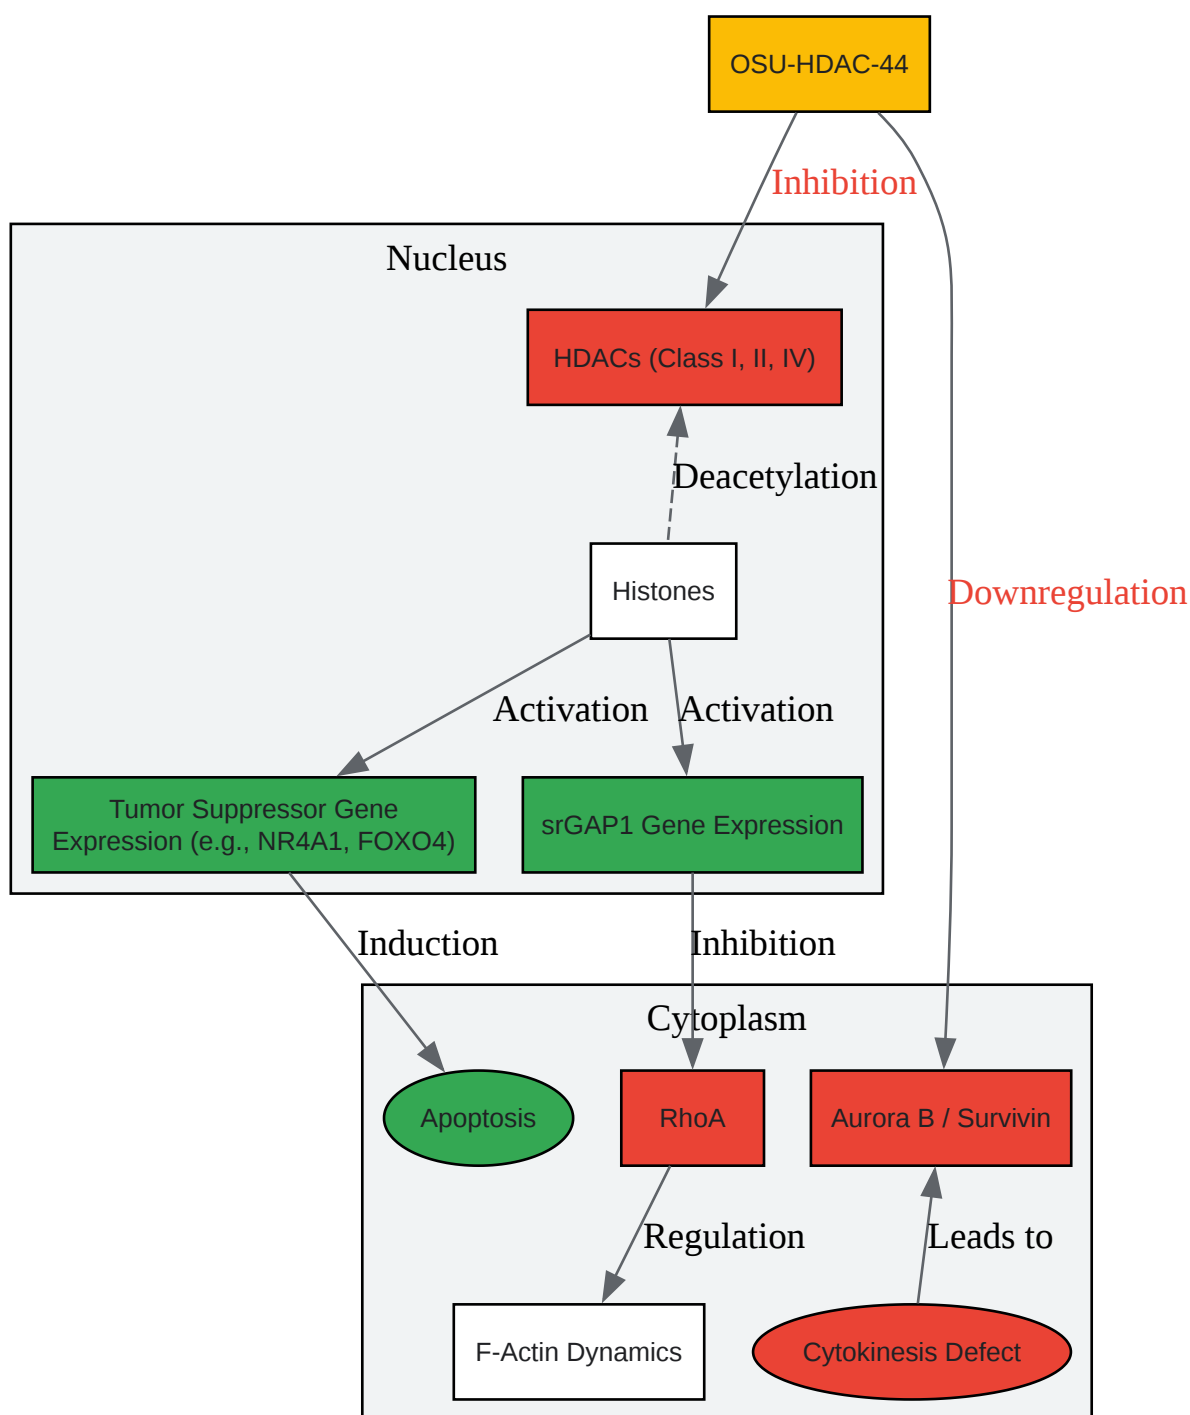 OSU-HDAC-44
Inhibition
Nucleus
HDACs (Class I, II, IV)
Deacetylation
Histones
Downregulation
Activation
Activation
Tumor Suppressor Gene
Expression (e.g., NR4A1, FOXO4)
srGAP1 Gene Expression
Induction
Inhibition
Cytoplasm
Apoptosis
RhoA
Aurora B / Survivin
Regulation
Leads to
F-Actin Dynamics
Cytokinesis Defect